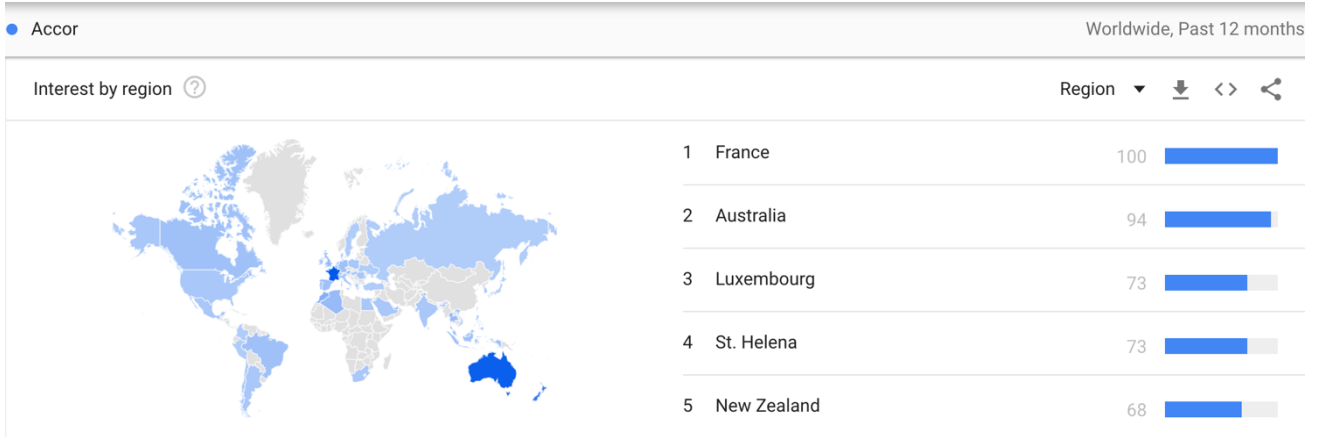 Accor Worldwide, Past 12 months
Interest by region ? Region
1 France 100
2 Australia 94
3 Luxembourg 73
4 St. Helena 73
5 New Zealand 68